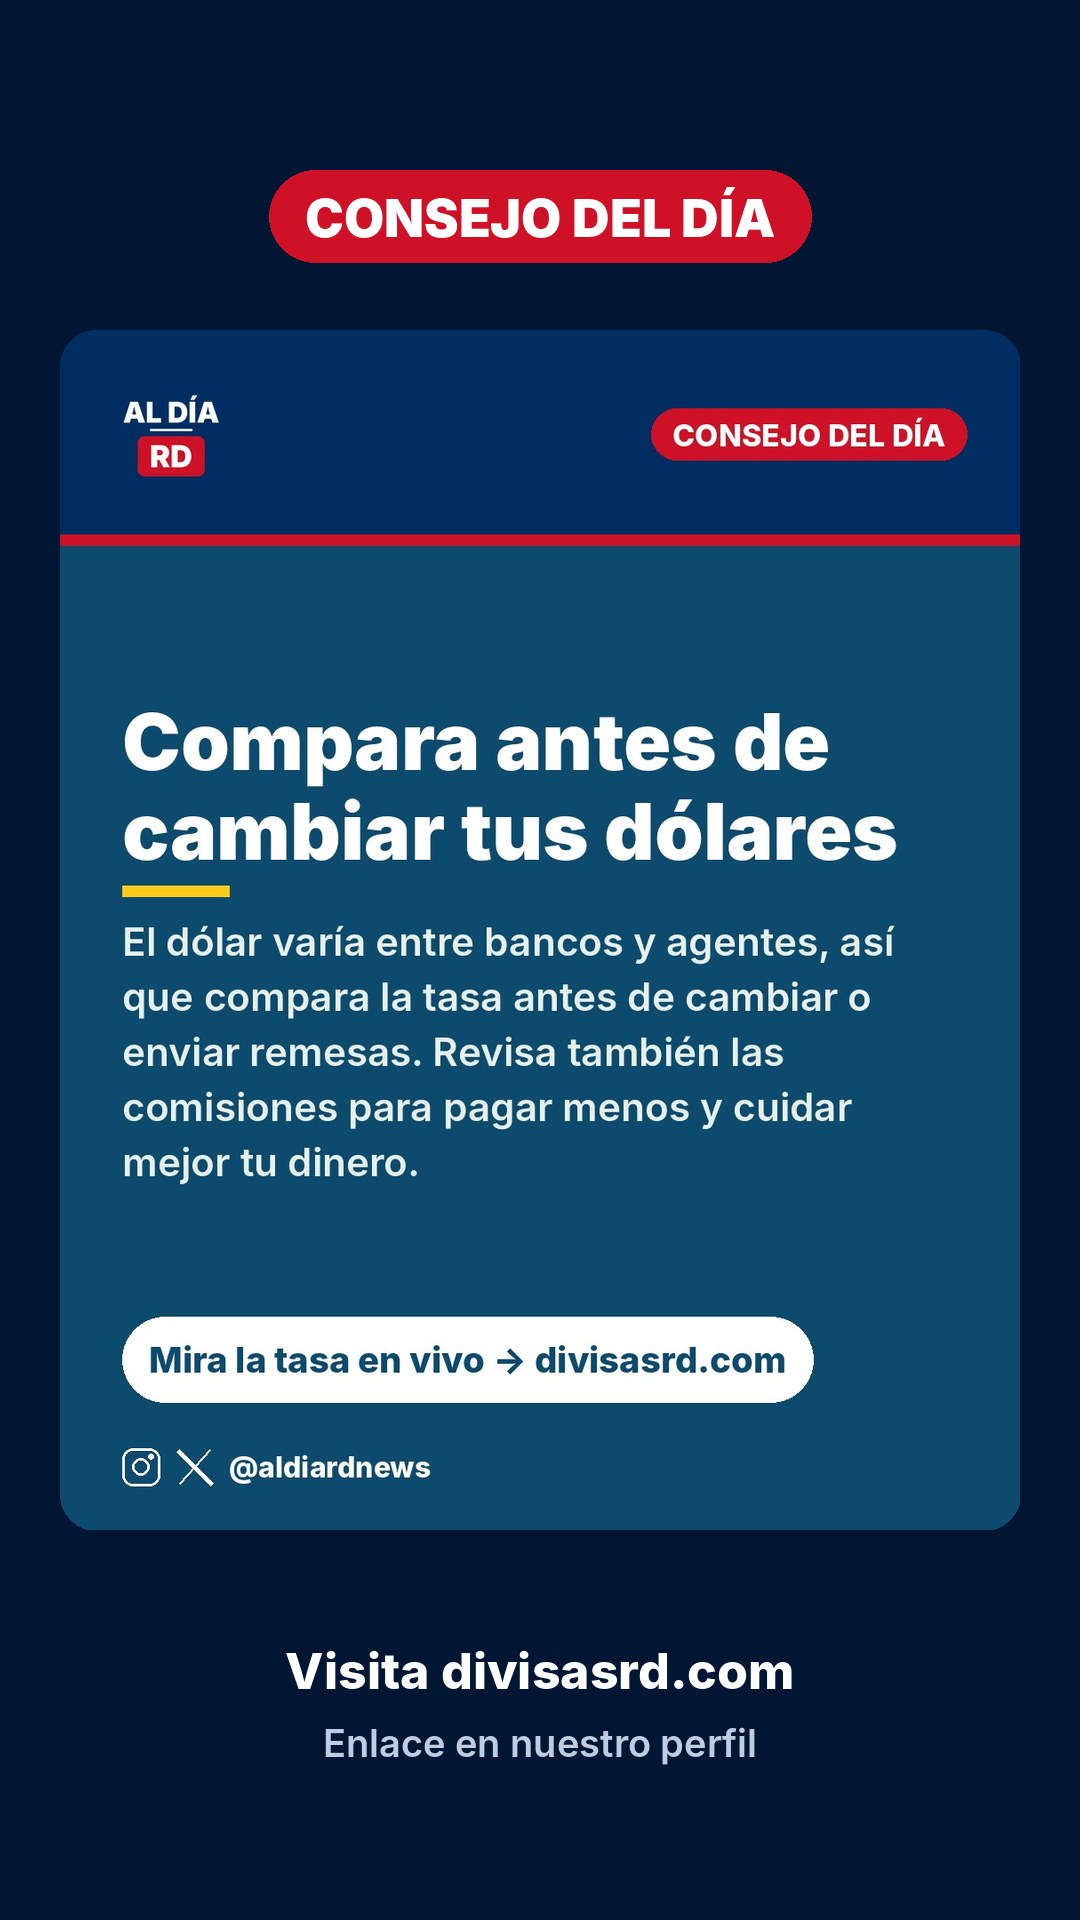 CONSEJO DEL DÍA
AL DÍA
RD
CONSEJO DEL DÍA
Compara antes de
cambiar tus dólares
El dólar varía entre bancos y agentes, así
que compara la tasa antes de cambiar o
enviar remesas. Revisa también las
comisiones para pagar menos y cuidar
mejor tu dinero.
Mira la tasa en vivo → divisasrd.com
@aldiardnews
Visita divisasrd.com
Enlace en nuestro perfil